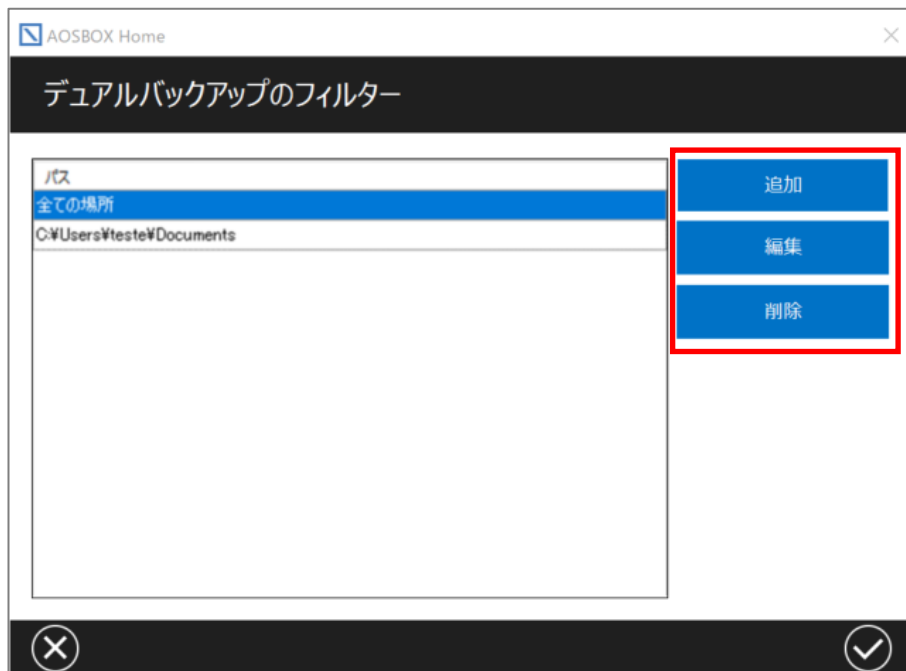 AOSBOX Home
デュアルバックアップのフィルター
パス
全ての場所
C:¥Users¥teste¥Documents
追加
編集
削除